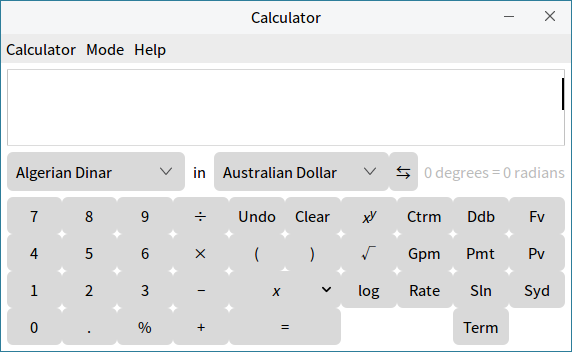 Calculator
Calculator Mode Help
Algerian Dinar in Australian Dollar ⇆ 0 degrees = 0 radians
7 8 9 ÷ Undo Clear xʸ Ctrm Ddb Fv
4 5 6 × ( ) √ Gpm Pmt Pv
1 2 3 − x log Rate Sln Syd
0 . % + = Term